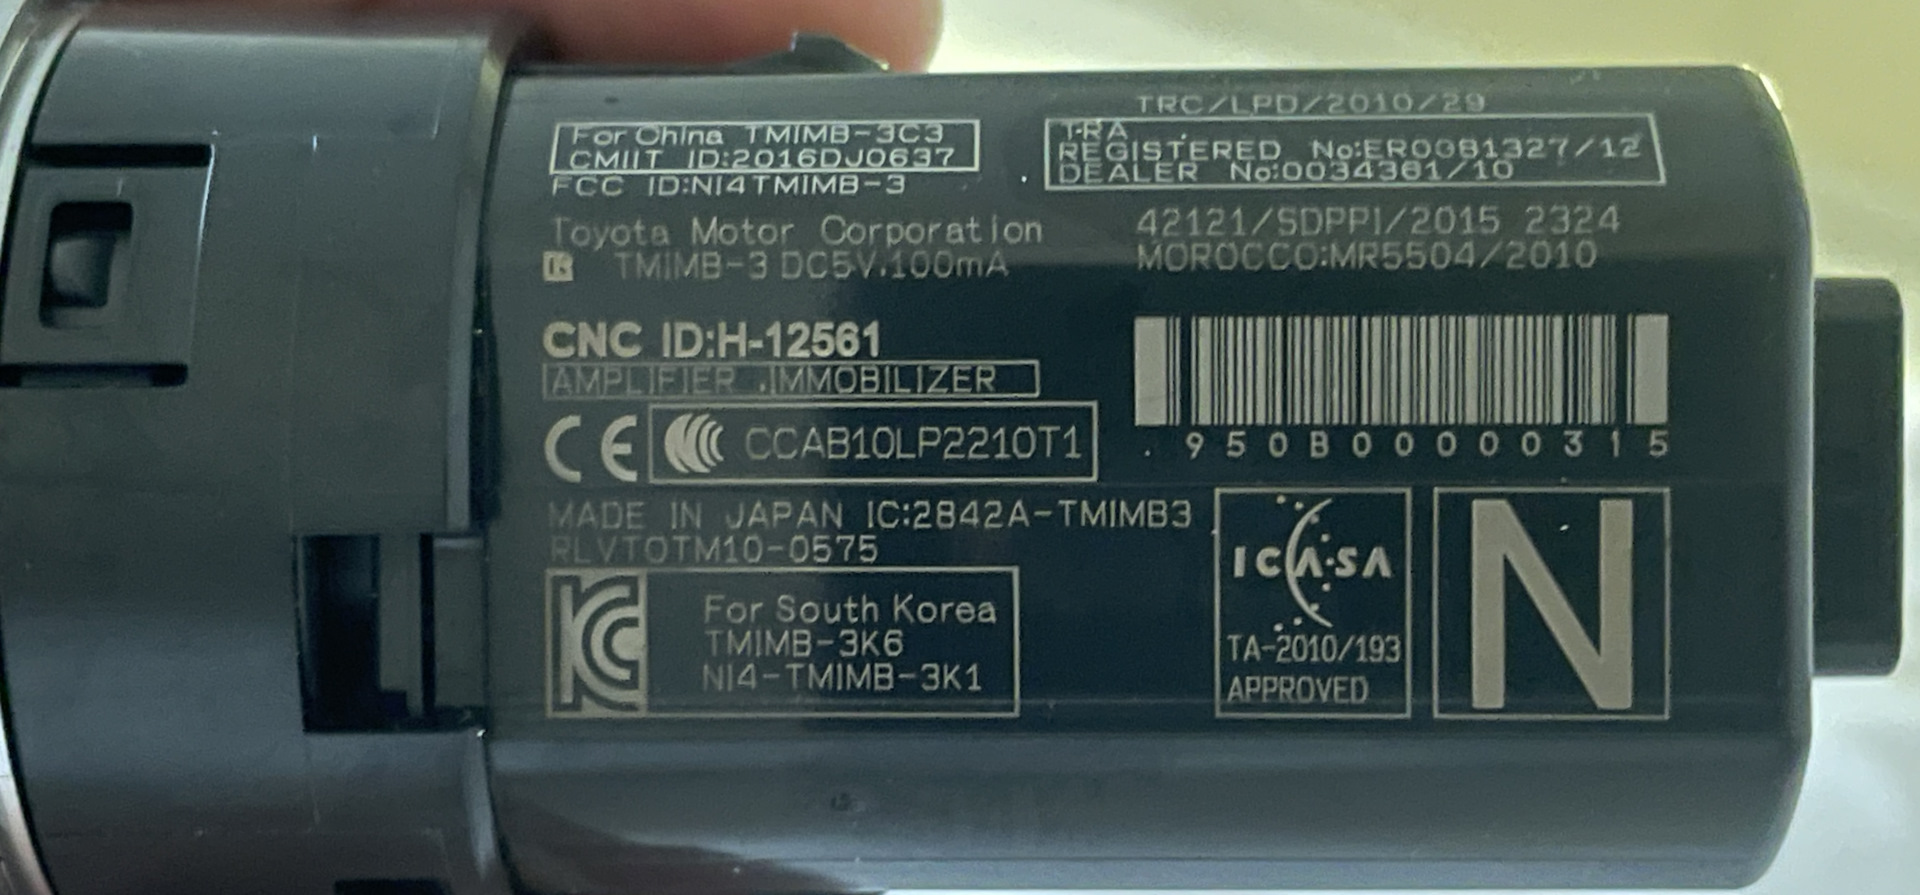 For China TMIMB-3C3
CMIIT ID:2016DJ0637
FCC ID:NI4TMIMB-3
Toyota Motor Corporation
TMIMB-3 DC5V.100mA
CNC ID:H-12561
AMPLIFIER .IMMOBILIZER
CE CCAB10LP2210T1
MADE IN JAPAN IC:2842A-TMIMB3
RLVTOTM10-0575
KC
For South Korea
TMIMB-3K6
NI4-TMIMB-3K1
TRC/LPD/2010/29
TRA
REGISTERED No:ER0081327/12
DEALER No:0034361/10
42121/SDPPI/2015 2324
MOROCCO:MR5504/2010
.950B00000315
ICASA
TA-2010/193
APPROVED
N